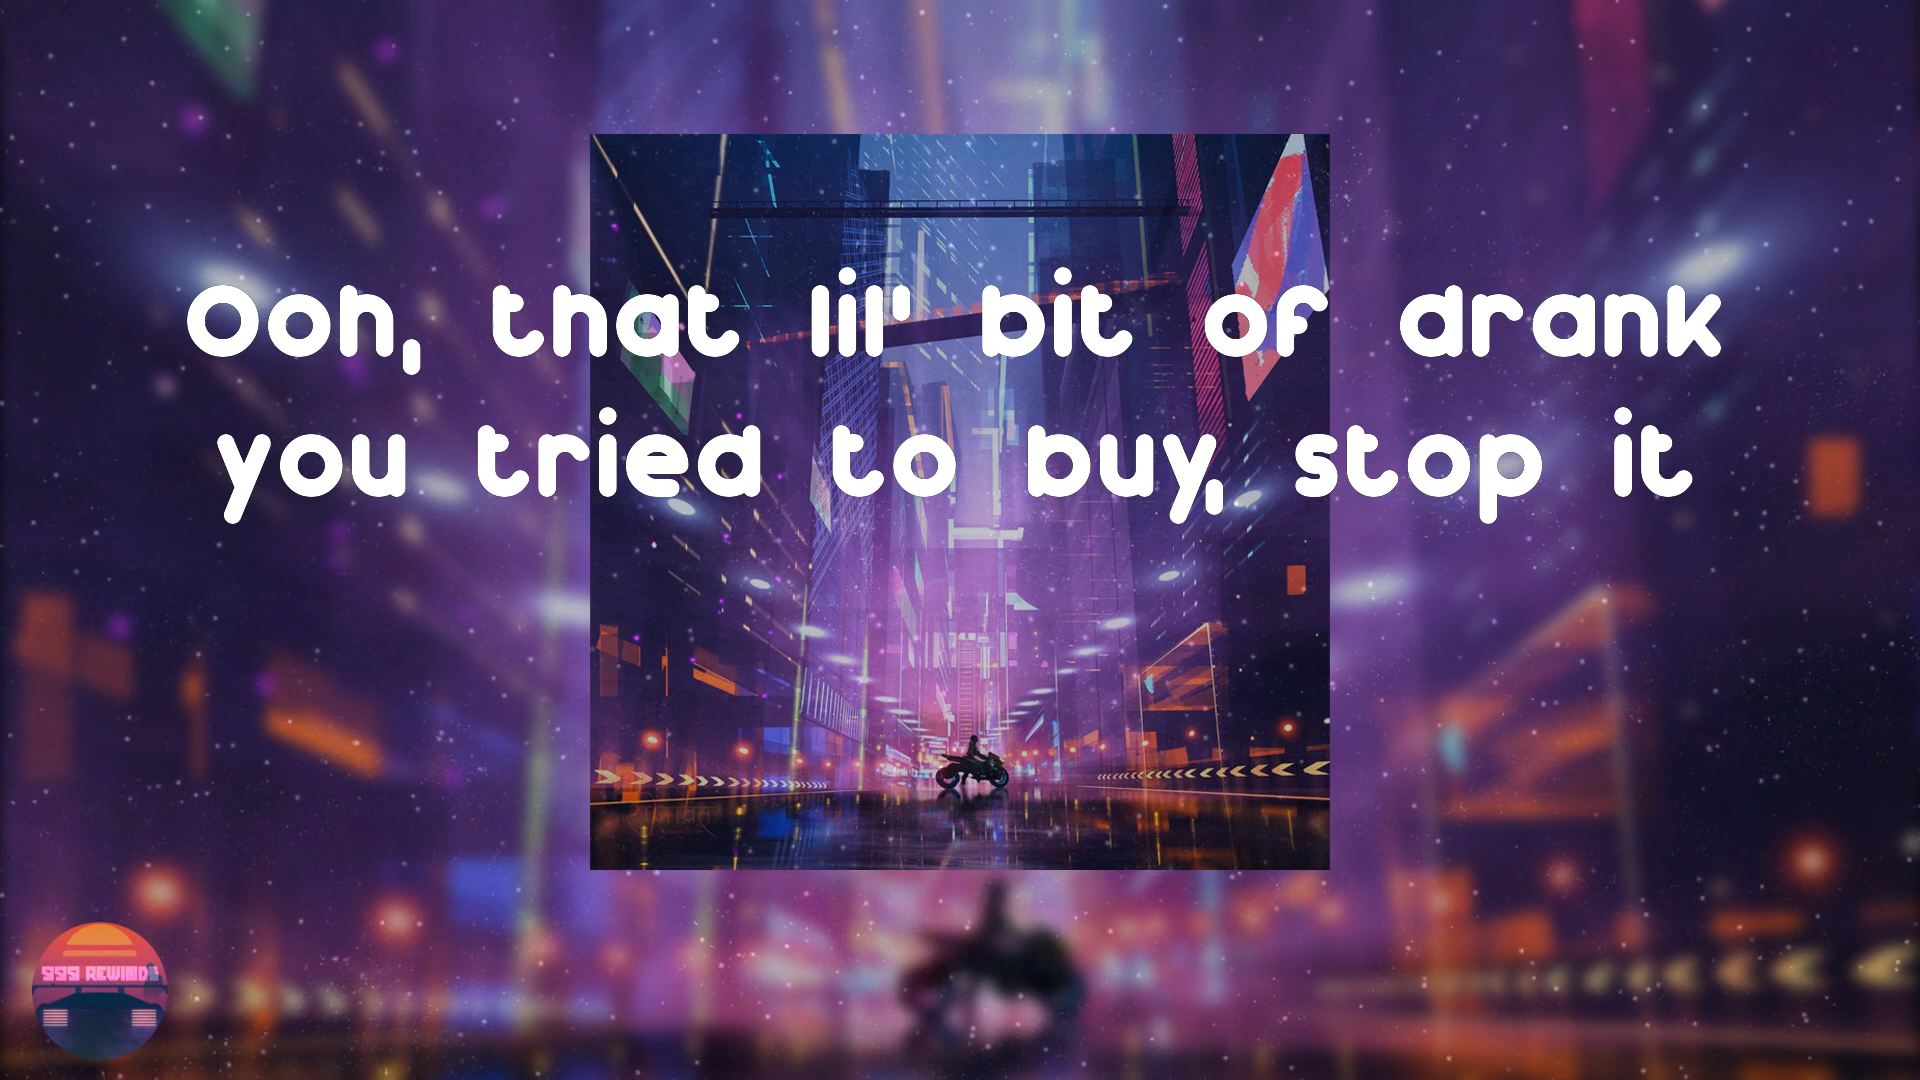 Ooh, that lil' bit of drank
you tried to buy, stop it
999 REWIND